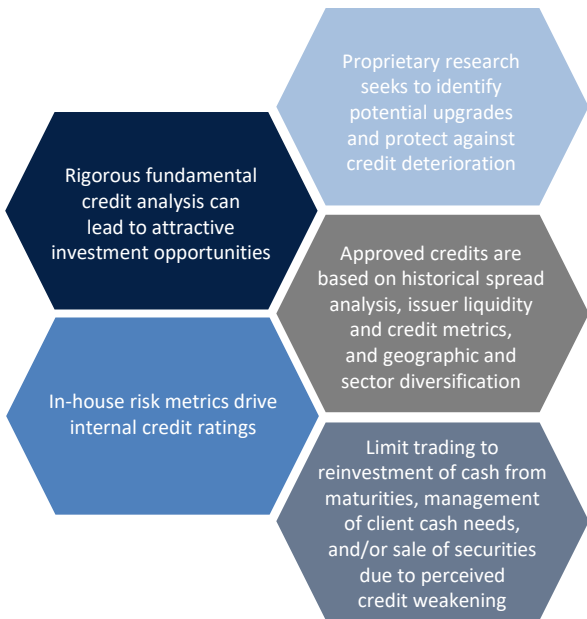 Proprietary research
seeks to identify
potential upgrades
and protect against
credit deterioration
Rigorous fundamental
credit analysis can
lead to attractive
investment opportunities
Approved credits are
based on historical spread
analysis, issuer liquidity
and credit metrics,
and geographic and
sector diversification
In-house risk metrics drive
internal credit ratings
Limit trading to
reinvestment of cash from
maturities, management
of client cash needs,
and/or sale of securities
due to perceived
credit weakening